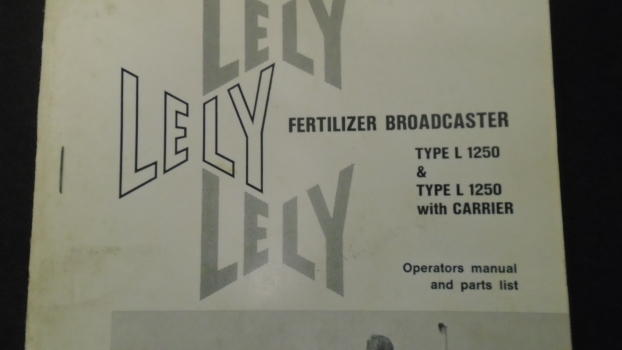 LELY
LELY
FERTILIZER BROADCASTER
TYPE L 1250
&
TYPE L 1250
with CARRIER
LELY
Operators manual
and parts list